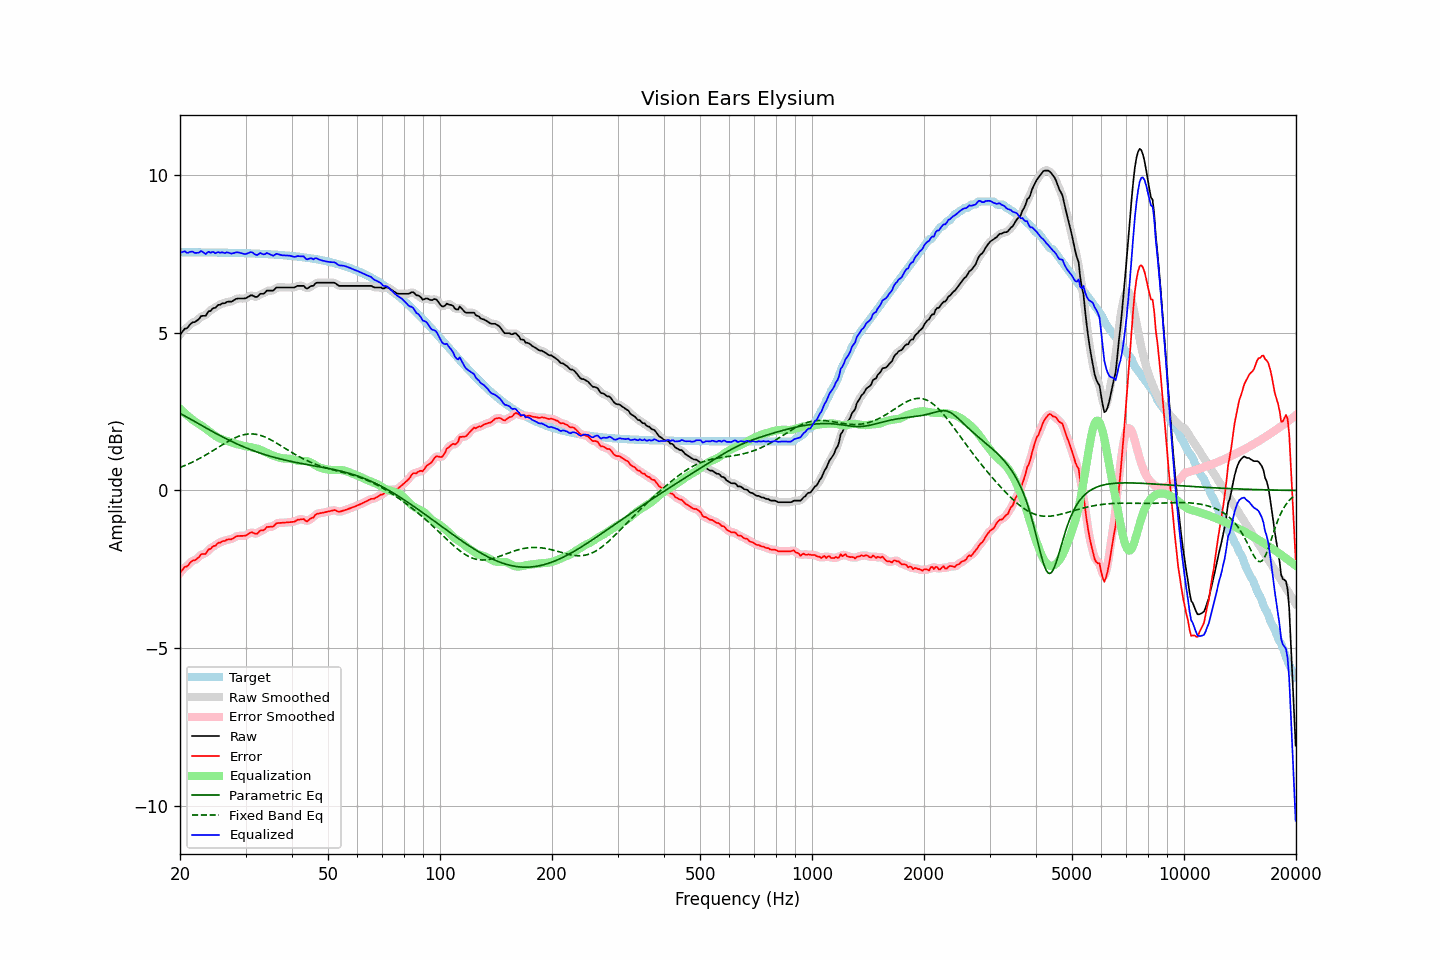 Vision Ears Elysium
Amplitude (dBr)
10
5
0
−5
−10
Target
Raw Smoothed
Error Smoothed
Raw
Error
Equalization
Parametric Eq
Fixed Band Eq
Equalized
20 50 100 200 500 1000 2000 5000 10000 20000
Frequency (Hz)